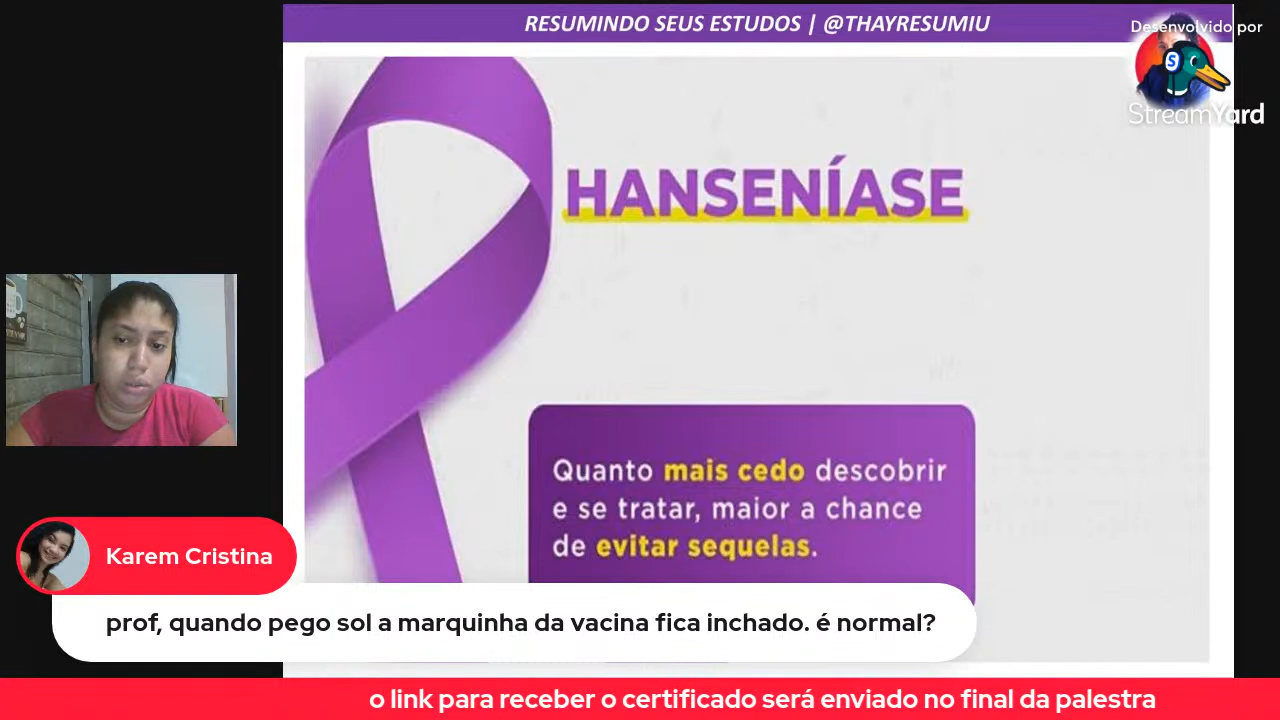 RESUMINDO SEUS ESTUDOS | @THAYRESUMIU
Desenvolvido por
StreamYard
HANSENÍASE
Quanto mais cedo descobrir
e se tratar, maior a chance
de evitar sequelas.
Karem Cristina
prof, quando pego sol a marquinha da vacina fica inchado. é normal?
o link para receber o certificado será enviado no final da palestra